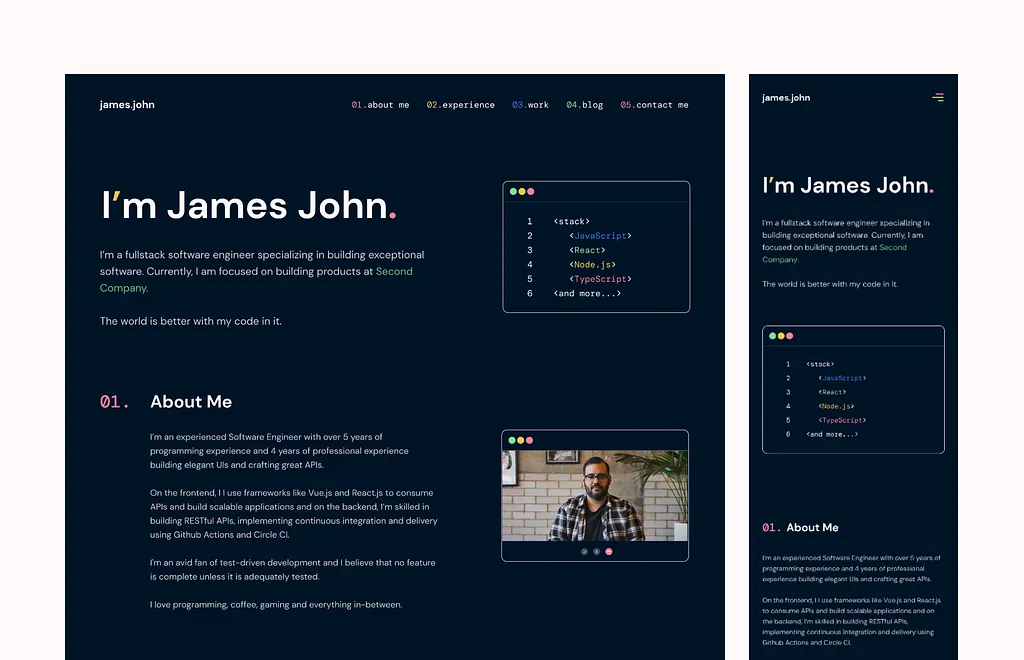 james.john
01.about me 02.experience 03.work 04.blog 05.contact me
I'm James John.
I'm a fullstack software engineer specializing in building exceptional
software. Currently, I am focused on building products at Second
Company.
The world is better with my code in it.
1 <stack>
2 <JavaScript>
3 <React>
4 <Node.js>
5 <TypeScript>
6 <and more...>
01. About Me
I'm an experienced Software Engineer with over 5 years of
programming experience and 4 years of professional experience
building elegant UIs and crafting great APIs.
On the frontend, I I use frameworks like Vue.js and React.js to consume
APIs and build scalable applications and on the backend, I'm skilled in
building RESTful APIs, implementing continuous integration and delivery
using Github Actions and Circle CI.
I'm an avid fan of test-driven development and I believe that no feature
is complete unless it is adequately tested.
I love programming, coffee, gaming and everything in-between.
james.john
I'm James John.
I'm a fullstack software engineer specializing in
building exceptional software. Currently, I am
focused on building products at Second
Company.
The world is better with my code in it.
1 <stack>
2 <JavaScript>
3 <React>
4 <Node.js>
5 <TypeScript>
6 <and more...>
01. About Me
I'm an experienced Software Engineer with over 5 years of
programming experience and 4 years of professional
experience building elegant UIs and crafting great APIs.
On the frontend, I I use frameworks like Vue.js and React.js
to consume APIs and build scalable applications and on
the backend, I'm skilled in building RESTful APIs,
implementing continuous integration and delivery using
Github Actions and Circle CI.